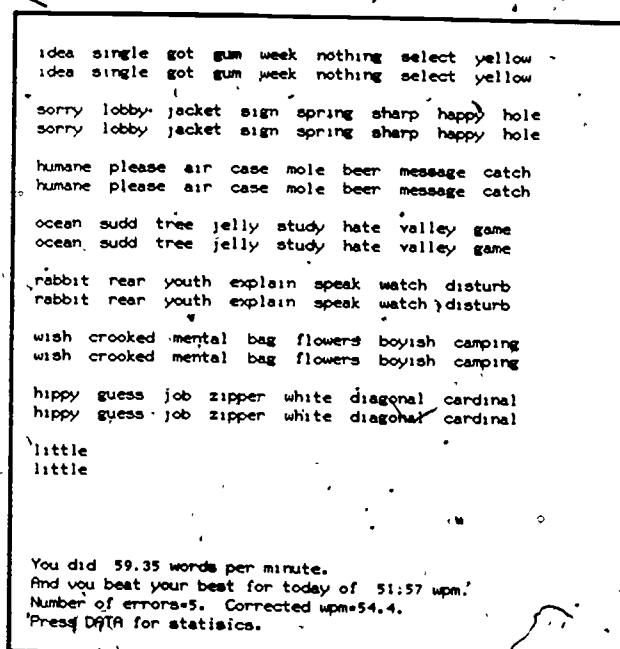 idea single got gum week nothing select yellow
idea single got gum week nothing select yellow
sorry lobby jacket sign spring sharp happy hole
sorry lobby jacket sign spring sharp happy hole
humane please air case mole beer message catch
humane please air case mole beer message catch
ocean sudd tree jelly study hate valley game
ocean sudd tree jelly study hate valley game
rabbit rear youth explain speak watch disturb
rabbit rear youth explain speak watch disturb
wish crooked mental bag flowers boyish camping
wish crooked mental bag flowers boyish camping
hippy guess job zipper white diagonal cardinal
hippy guess job zipper white diagonal cardinal
little
little
You did 59.35 words per minute.
And you beat your best for today of 51:57 wpm.
Number of errors=5. Corrected wpm=54.4.
Press DATA for statisics.